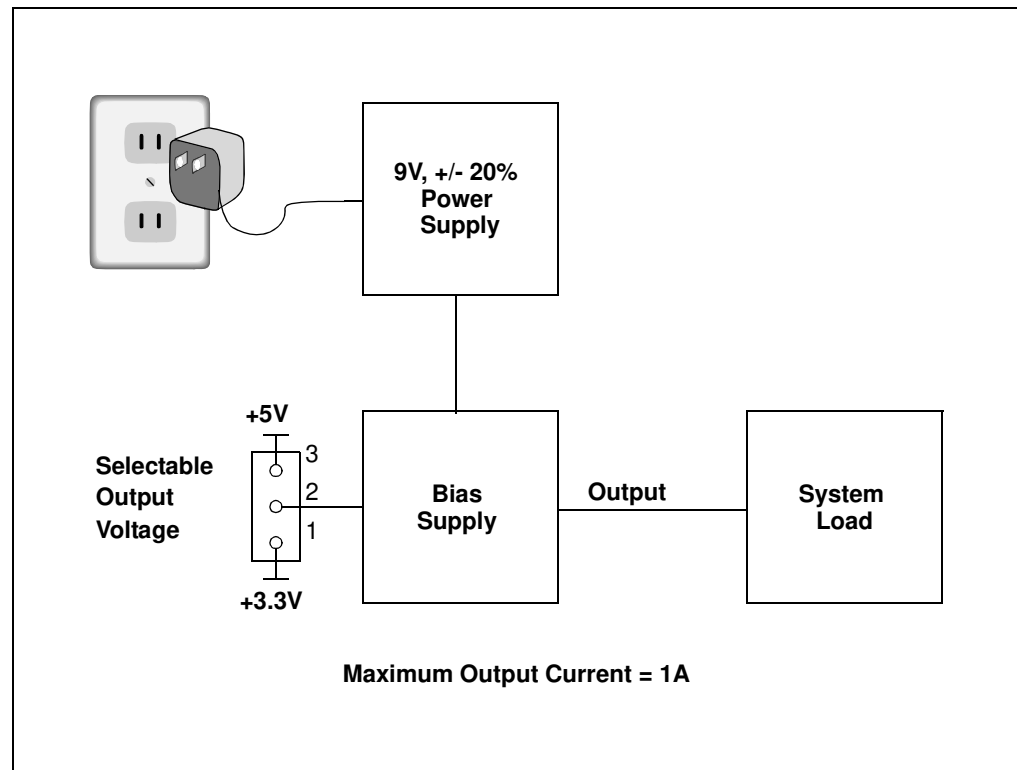 9V, +/- 20%
Power
Supply
+5V
3
2
1
Selectable
Output
Voltage
+3.3V
Bias
Supply
Output
System
Load
Maximum Output Current = 1A